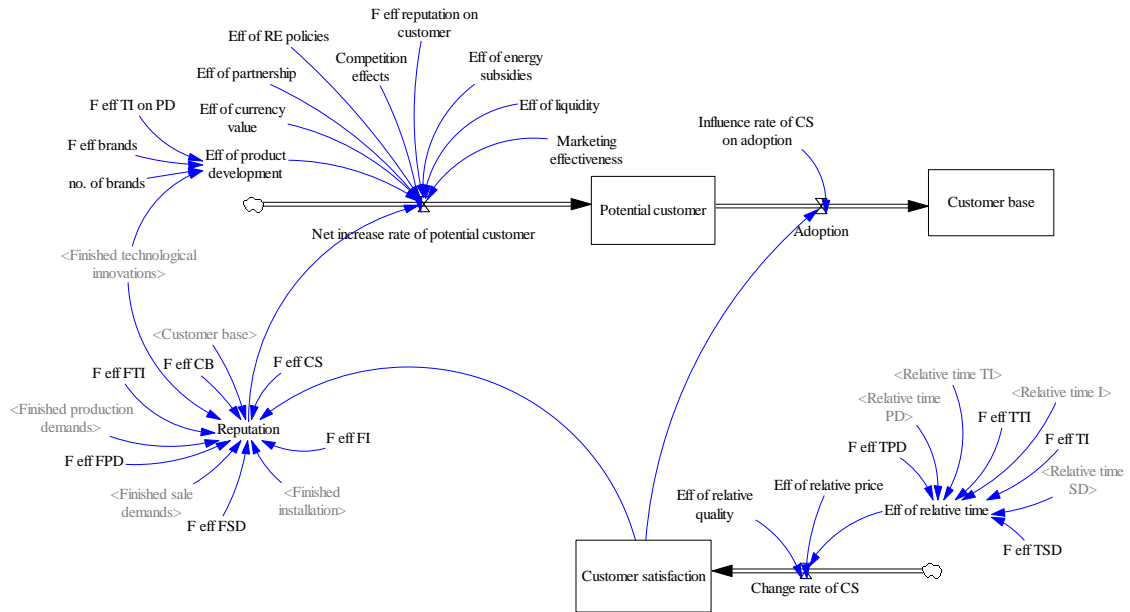 F eff reputation on
customer
Eff of RE policies
Competition
effects
Eff of energy
subsidies
Eff of partnership
F eff TI on PD
Eff of currency
value
Eff of liquidity
Marketing
effectiveness
Influence rate of CS
on adoption
F eff brands
Eff of product
development
no. of brands
Potential customer
Customer base
Net increase rate of potential customer
Adoption
<Finished technological
innovations>
<Customer base>
F eff CB
F eff CS
F eff FTI
<Finished production
demands>
Reputation
F eff FI
F eff FPD
<Finished sale
demands>
<Finished
installation>
F eff FSD
<Relative time TI>
<Relative time
PD>
<Relative time I>
F eff TTI
F eff TPD
F eff TI
<Relative time
SD>
Eff of relative
quality
Eff of relative price
Eff of relative time
F eff TSD
Customer satisfaction
Change rate of CS